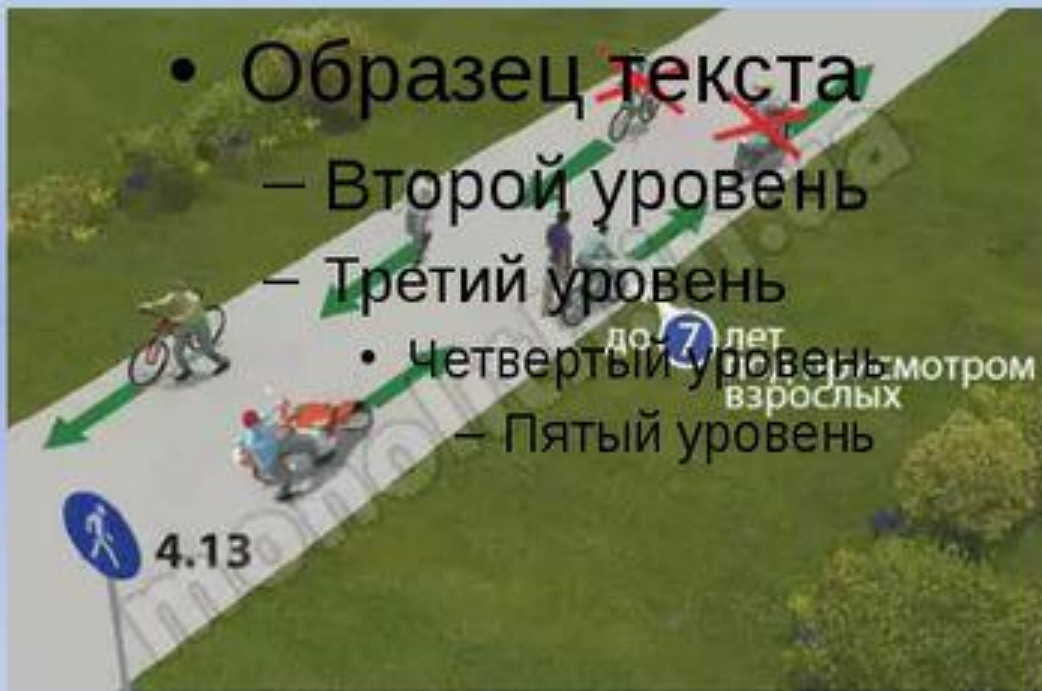 • Образец текста
– Второй уровень
– Третий уровень
• Четвертый уровень
– Пятый уровень
до 7 лет
под присмотром
взрослых
4.13